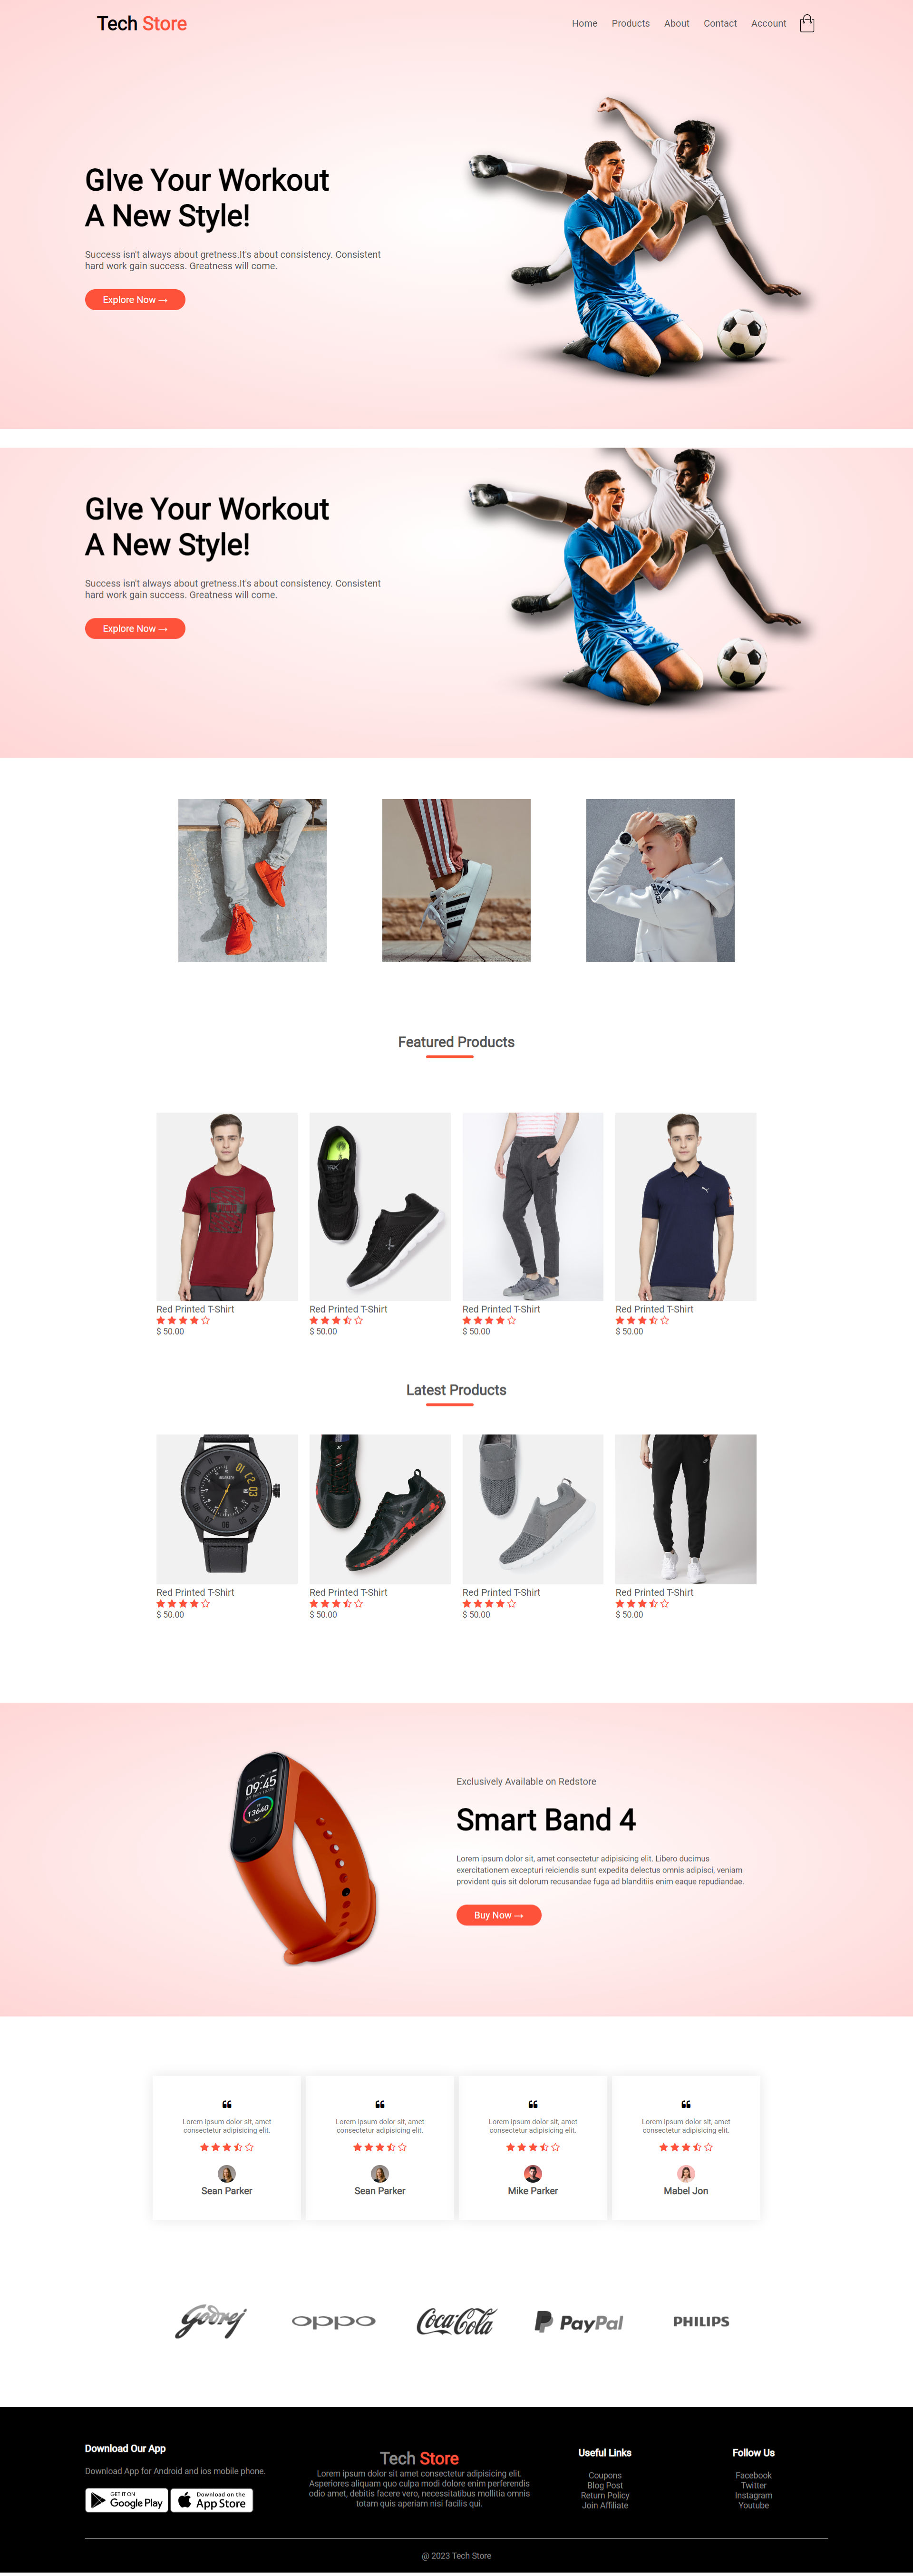 Tech Store
Home Products About Contact Account
GIve Your Workout
A New Style!
Success isn't always about gretness.It's about consistency. Consistent
hard work gain success. Greatness will come.
Explore Now →
GIve Your Workout
A New Style!
Success isn't always about gretness.It's about consistency. Consistent
hard work gain success. Greatness will come.
Explore Now →
Featured Products
Red Printed T-Shirt
$ 50.00
Red Printed T-Shirt
$ 50.00
Red Printed T-Shirt
$ 50.00
Red Printed T-Shirt
$ 50.00
Latest Products
Red Printed T-Shirt
$ 50.00
Red Printed T-Shirt
$ 50.00
Red Printed T-Shirt
$ 50.00
Red Printed T-Shirt
$ 50.00
09:45
13640
Exclusively Available on Redstore
Smart Band 4
Lorem ipsum dolor sit, amet consectetur adipisicing elit. Libero ducimus
exercitationem excepturi reiciendis sunt expedita delectus omnis adipisci, veniam
provident quis sit dolorum recusandae fuga ad blanditiis enim eaque repudiandae.
Buy Now →
Lorem ipsum dolor sit, amet
consectetur adipisicing elit.
Sean Parker
Lorem ipsum dolor sit, amet
consectetur adipisicing elit.
Sean Parker
Lorem ipsum dolor sit, amet
consectetur adipisicing elit.
Mike Parker
Lorem ipsum dolor sit, amet
consectetur adipisicing elit.
Mabel Jon
Godrej
oppo
Coca-Cola
PayPal
PHILIPS
Download Our App
Download App for Android and ios mobile phone.
GET IT ON
Google Play
Download on the
App Store
Tech Store
Lorem ipsum dolor sit amet consectetur adipisicing elit.
Asperiores aliquam quo culpa modi dolore enim perferendis
odio amet, debitis facere vero, necessitatibus mollitia omnis
totam quis aperiam nisi facilis qui.
Useful Links
Coupons
Blog Post
Return Policy
Join Affiliate
Follow Us
Facebook
Twitter
Instagram
Youtube
@ 2023 Tech Store